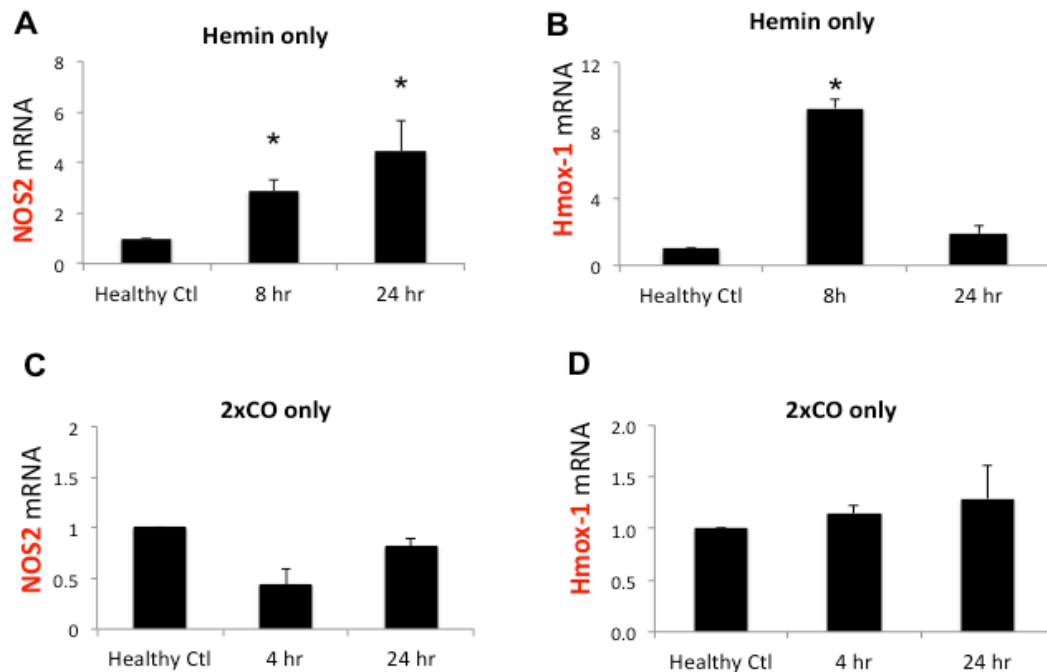 A
Hemin only
NOS2 mRNA
8
6
4
2
0
*
*
Healthy Ctl 8 hr 24 hr
B
Hemin only
Hmox-1 mRNA
12
8
4
0
*
Healthy Ctl 8h 24 hr
C
2xCO only
NOS2 mRNA
2
1.5
1
0.5
0
Healthy Ctl 4 hr 24 hr
D
2xCO only
Hmox-1 mRNA
2.0
1.5
1.0
0.5
0.0
Healthy Ctl 4 hr 24 hr